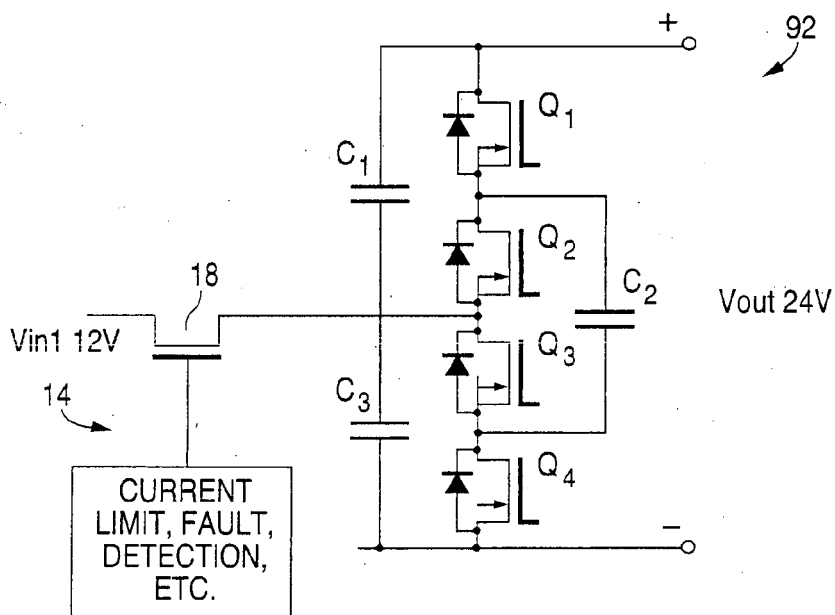 +
92
Q1
C1
Q2
18
C2
Vout 24V
Vin1 12V
Q3
14
C3
Q4
CURRENT
LIMIT, FAULT,
DETECTION,
ETC.
−